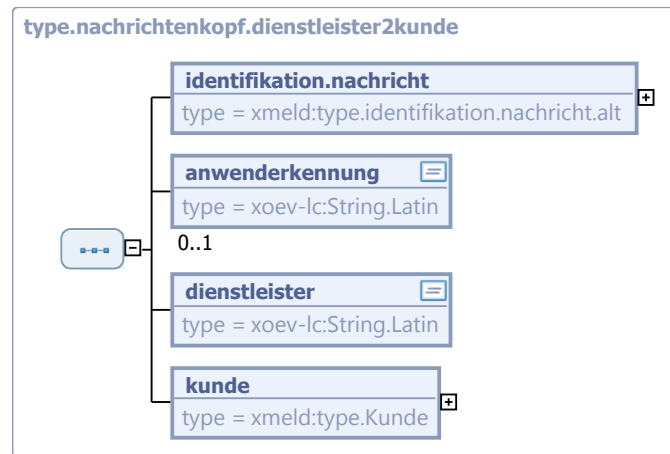 type.nachrichtenkopf.dienstleister2kunde
identifikation.nachricht
type = xmeld:type.identifikation.nachricht.alt
anwenderkennung
type = xoev-lc:String.Latin
0..1
dienstleister
type = xoev-lc:String.Latin
kunde
type = xmeld:type.Kunde